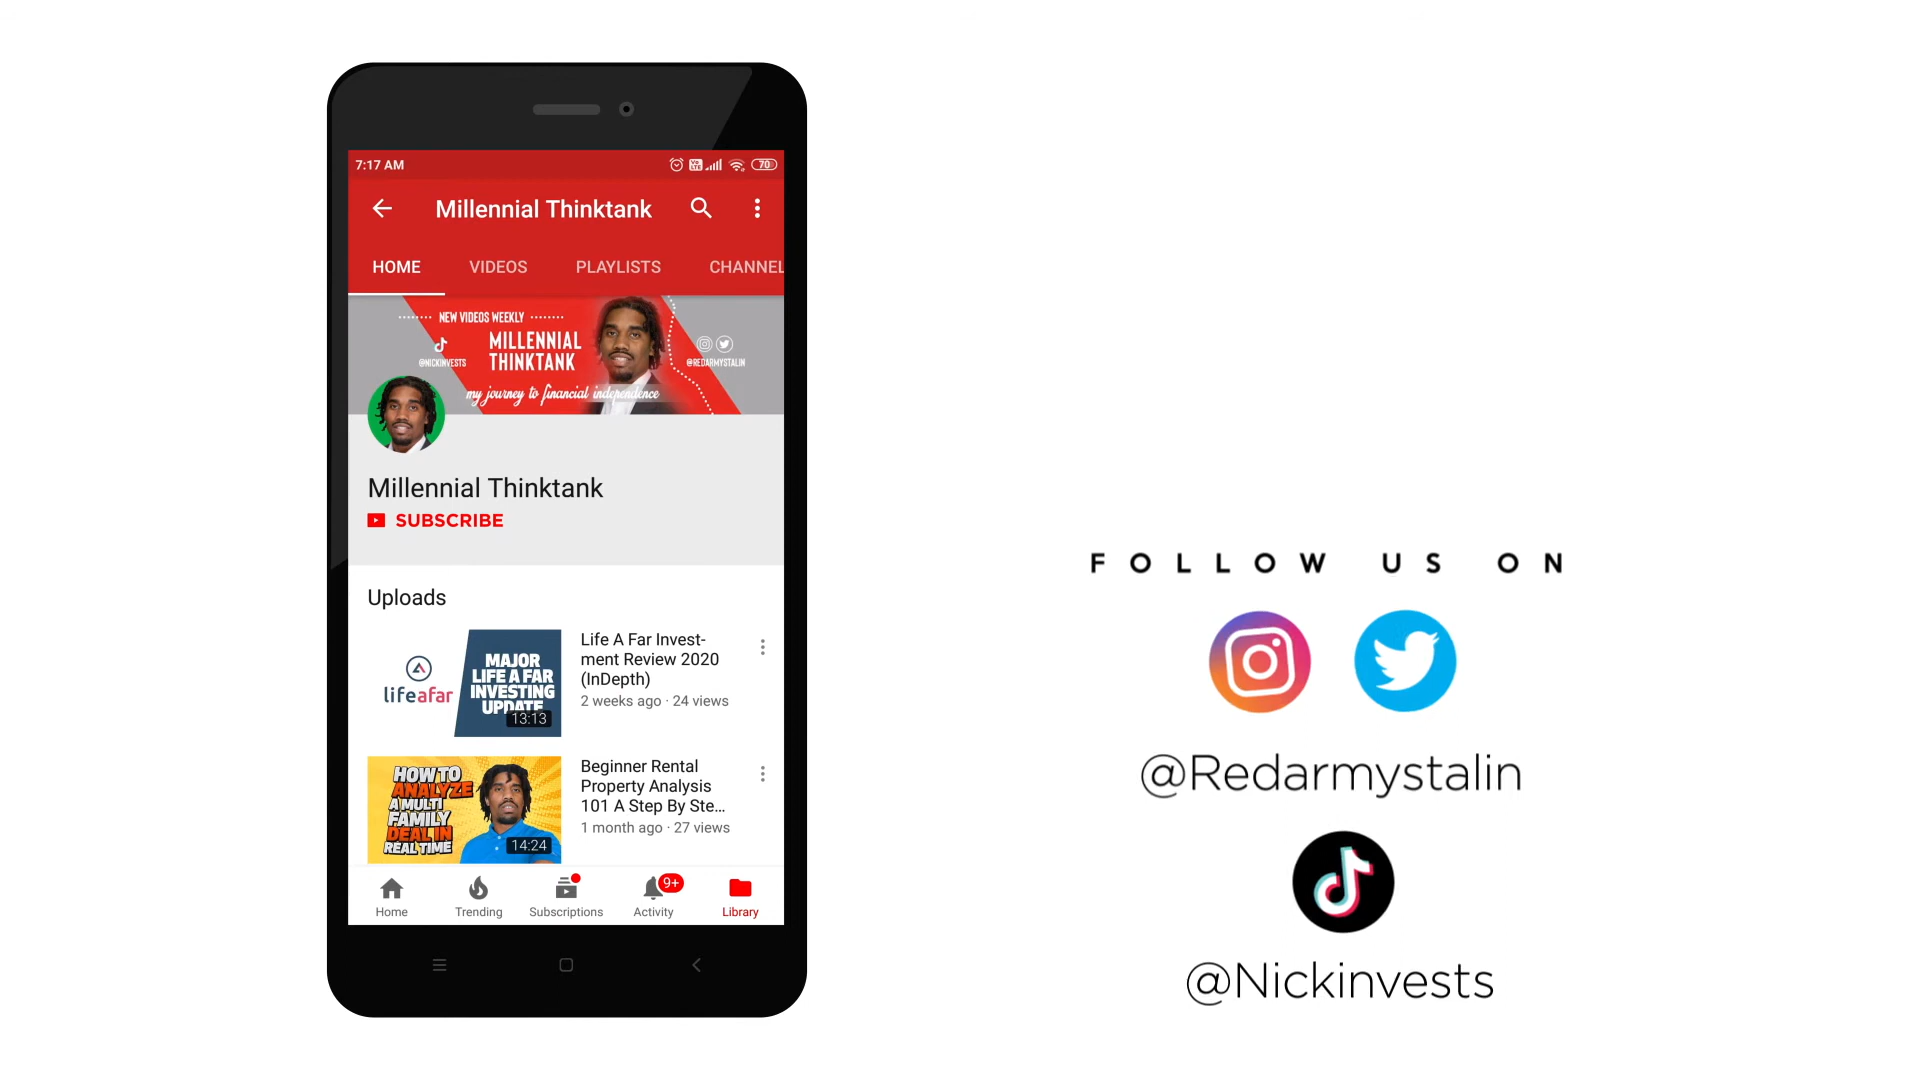 7:17 AM
70
Millennial Thinktank
HOME VIDEOS PLAYLISTS CHANNEL
NEW VIDEOS WEEKLY
MILLENNIAL
THINKTANK
@NICKINVESTS
@REDARMYSTALIN
my journey to financial independence
Millennial Thinktank
SUBSCRIBE
Uploads
lifeafar
MAJOR
LIFE A FAR
INVESTING
UPDATE
13:13
Life A Far Invest-
ment Review 2020
(InDepth)
2 weeks ago · 24 views
HOW TO
ANALYZE
A MULTI
FAMILY
DEAL IN
REAL TIME
14:24
Beginner Rental
Property Analysis
101 A Step By Ste...
1 month ago · 27 views
9+
Home Trending Subscriptions Activity Library
FOLLOW US ON
@Redarmystalin
@Nickinvests